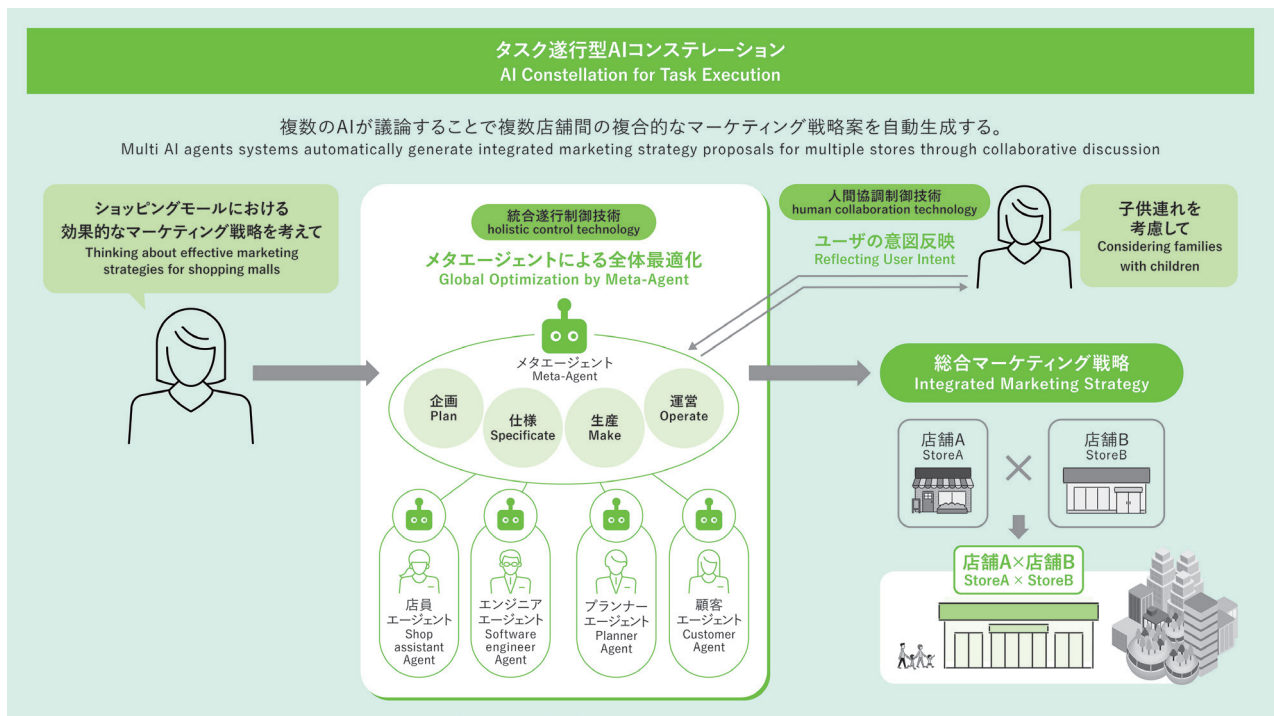 タスク遂行型AIコンステレーション
AI Constellation for Task Execution
複数のAIが議論することで複数店舗間の複合的なマーケティング戦略案を自動生成する。
Multi AI agents systems automatically generate integrated marketing strategy proposals for multiple stores through collaborative discussion
ショッピングモールにおける
効果的なマーケティング戦略を考えて
Thinking about effective marketing
strategies for shopping malls
統合遂行制御技術
holistic control technology
メタエージェントによる全体最適化
Global Optimization by Meta-Agent
メタエージェント
Meta-Agent
企画
Plan
仕様
Specificate
生産
Make
運営
Operate
店員
エージェント
Shop
assistant
Agent
エンジニア
エージェント
Software
engineer
Agent
プランナー
エージェント
Planner
Agent
顧客
エージェント
Customer
Agent
人間協調制御技術
human collaboration technology
ユーザの意図反映
Reflecting User Intent
子供連れを
考慮して
Considering families
with children
総合マーケティング戦略
Integrated Marketing Strategy
店舗A
StoreA
店舗B
StoreB
店舗A×店舗B
StoreA × StoreB